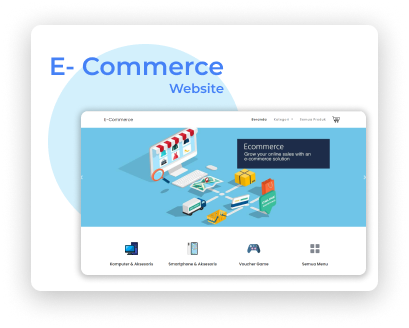 E- Commerce
Website
E-Commerce
Beranda Kategori Semua Produk
Ecommerce
Grow your online sales with an
e-commerce solution
Komputer & Aksesoris Smartphone & Aksesoris Voucher Game Semua Menu